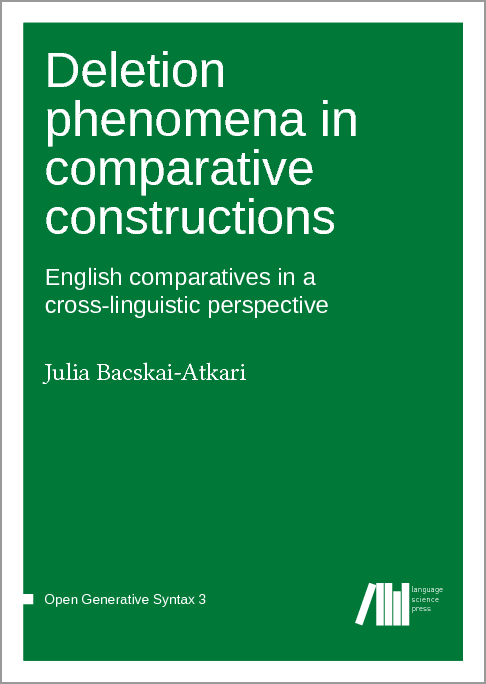 Deletion
phenomena in
comparative
constructions
English comparatives in a
cross-linguistic perspective
Julia Bacskai-Atkari
Open Generative Syntax 3
language
science
press